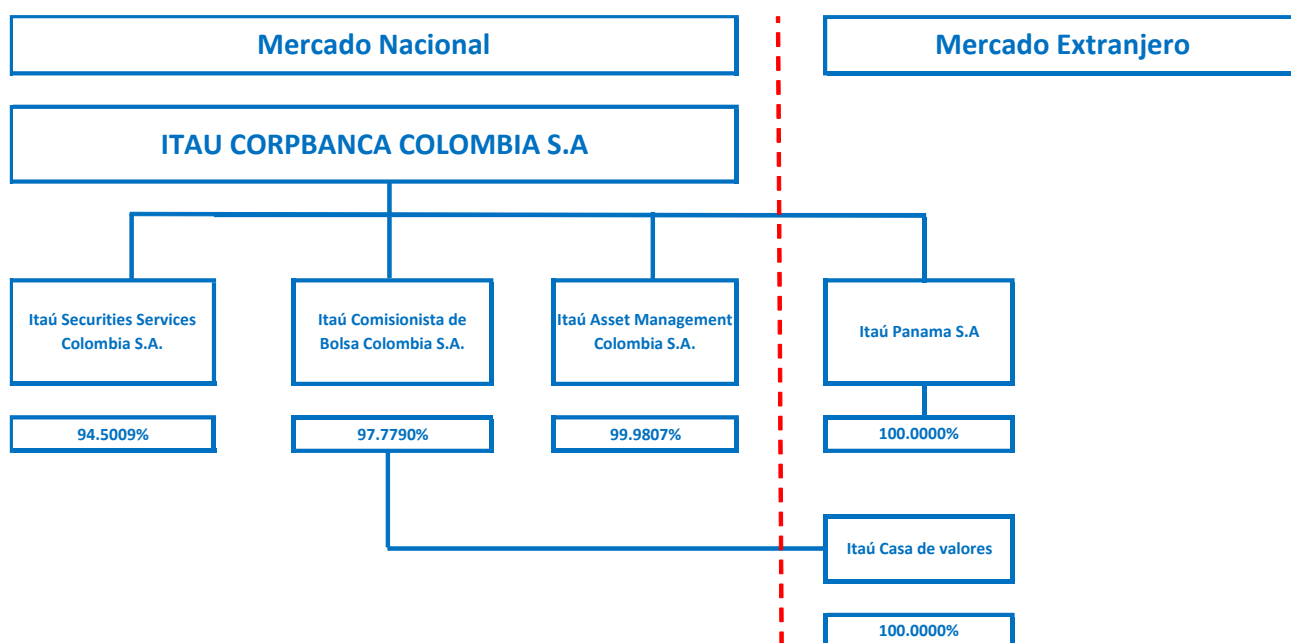 Mercado Nacional
Mercado Extranjero
ITAU CORPBANCA COLOMBIA S.A
Itaú Securities Services
Colombia S.A.
Itaú Comisionista de
Bolsa Colombia S.A.
Itaú Asset Management
Colombia S.A.
Itaú Panama S.A
94.5009%
97.7790%
99.9807%
100.0000%
Itaú Casa de valores
100.0000%